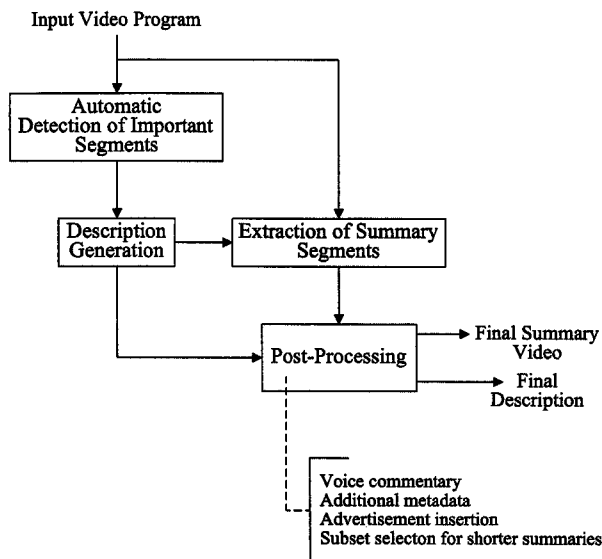 Input Video Program
Automatic
Detection of Important
Segments
Description
Generation
Extraction of Summary
Segments
Post-Processing
Final Summary
Video
Final
Description
Voice commentary
Additional metadata
Advertisement insertion
Subset selecton for shorter summaries